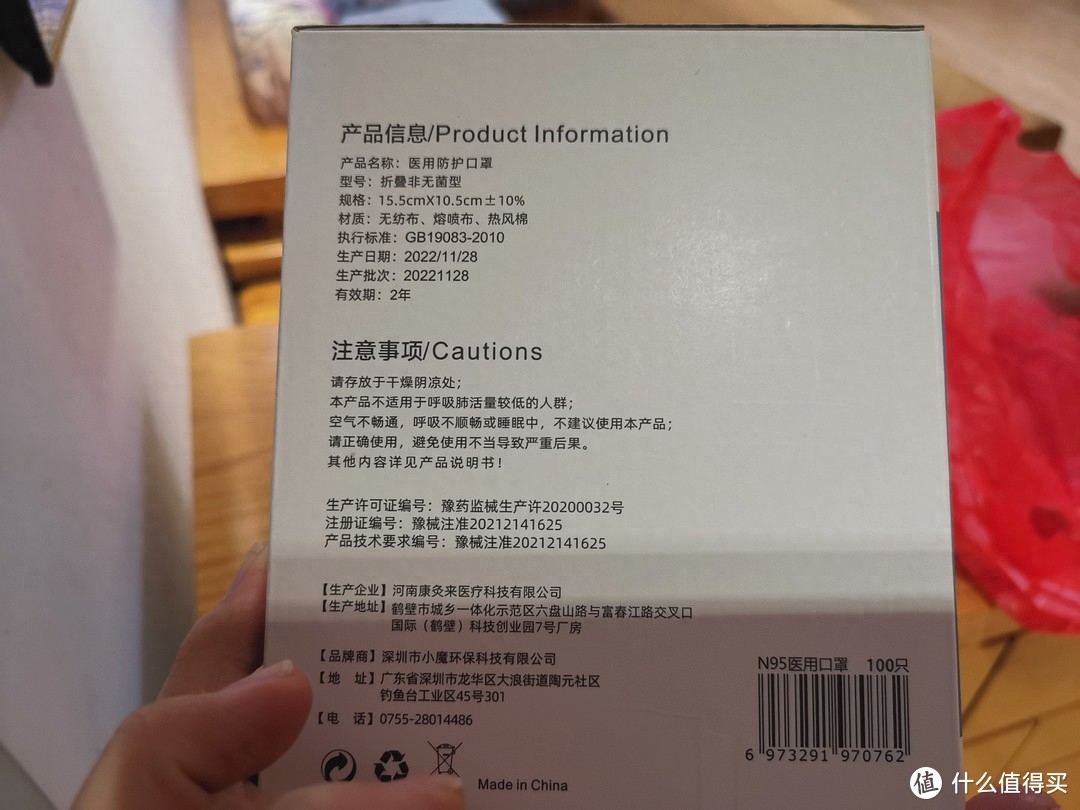 产品信息/Product Information
产品名称：医用防护口罩
型号：折叠非无菌型
规格：15.5cmX10.5cm±10%
材质：无纺布、熔喷布、热风棉
执行标准：GB19083-2010
生产日期：2022/11/28
生产批次：20221128
有效期：2年
注意事项/Cautions
请存放于干燥阴凉处；
本产品不适用于呼吸肺活量较低的人群；
空气不畅通，呼吸不顺畅或睡眠中，不建议使用本产品；
请正确使用，避免使用不当导致严重后果。
其他内容详见产品说明书！
生产许可证编号：豫药监械生产许20200032号
注册证编号：豫械注准20212141625
产品技术要求编号：豫械注准20212141625
【生产企业】河南康灸来医疗科技有限公司
【生产地址】鹤壁市城乡一体化示范区六盘山路与富春江路交叉口
国际（鹤壁）科技创业园7号厂房
【品牌商】深圳市小魔环保科技有限公司
【地 址】广东省深圳市龙华区大浪街道陶元社区
钓鱼台工业区45号301
【电 话】0755-28014486
N95医用口罩 100只
6 973291 970762
Made in China
值 什么值得买